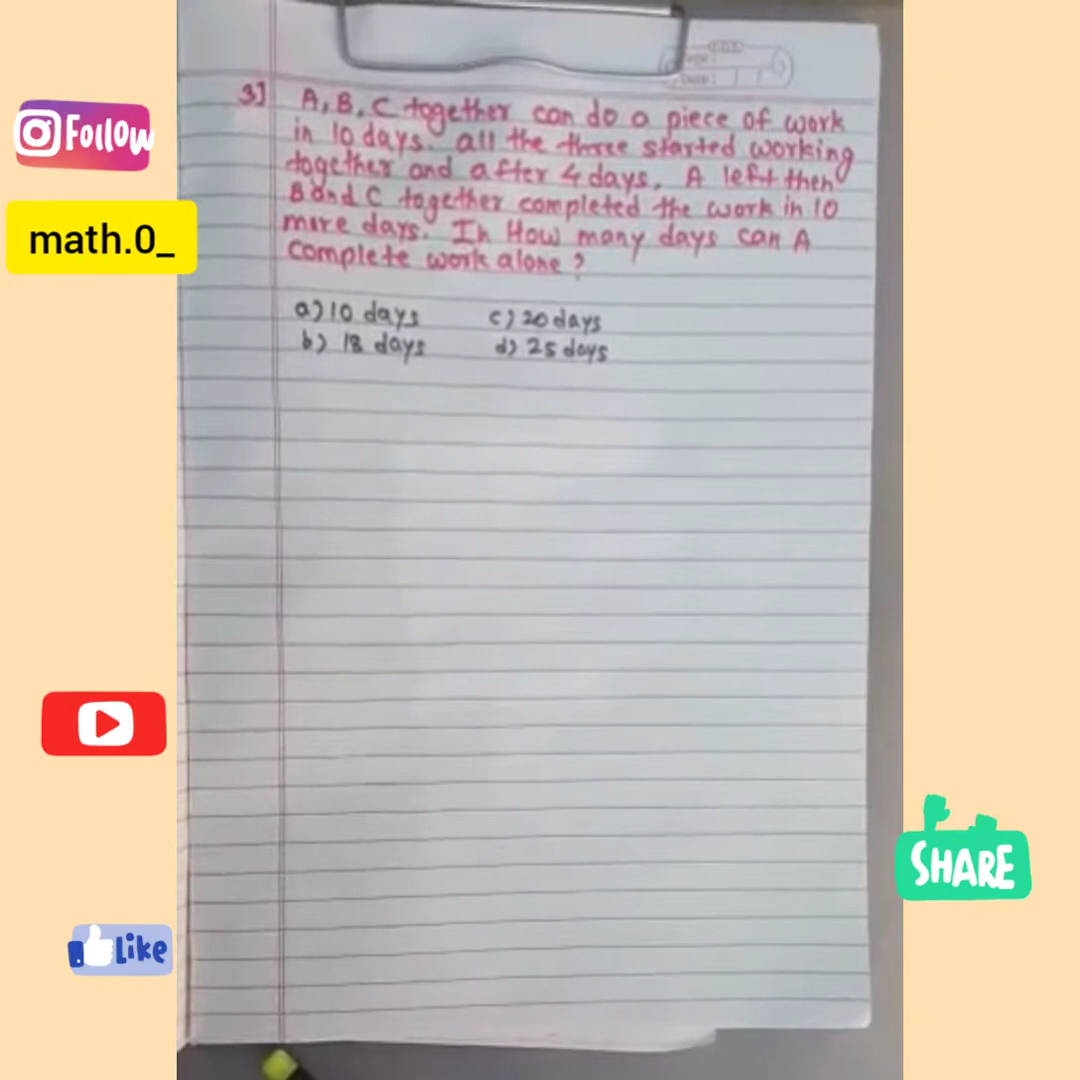 Follow
math.0_
3] A, B, C together can do a piece of work
in 10 days. all the three started working
together and after 4 days, A left then
B and C together completed the work in 10
more days. In How many days can A
complete work alone?
a) 10 days c) 20 days
b) 18 days d) 25 days
SHARE
Like